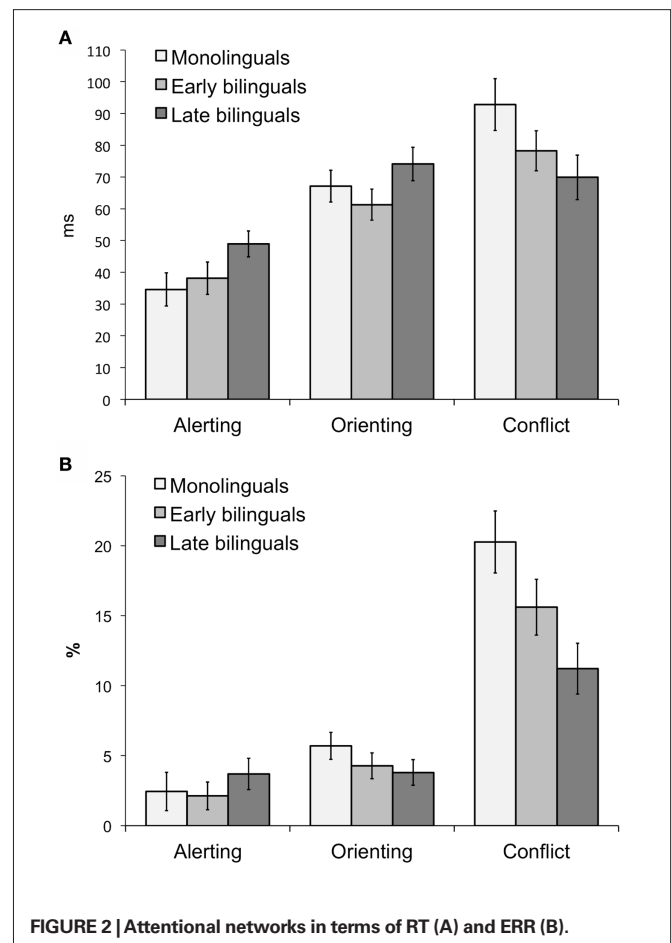 A
110
100
90
80
70
60
50
40
30
20
10
0
ms
Monolinguals
Early bilinguals
Late bilinguals
Alerting Orienting Conflict
B
25
20
15
10
5
0
%
Monolinguals
Early bilinguals
Late bilinguals
Alerting Orienting Conflict
FIGURE 2 | Attentional networks in terms of RT (A) and ERR (B).